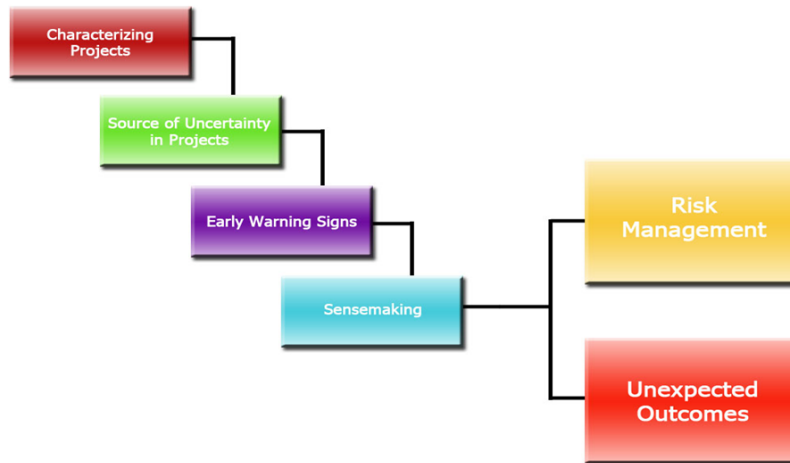 Characterizing
Projects
Source of Uncertainty
in Projects
Early Warning Signs
Sensemaking
Risk
Management
Unexpected
Outcomes